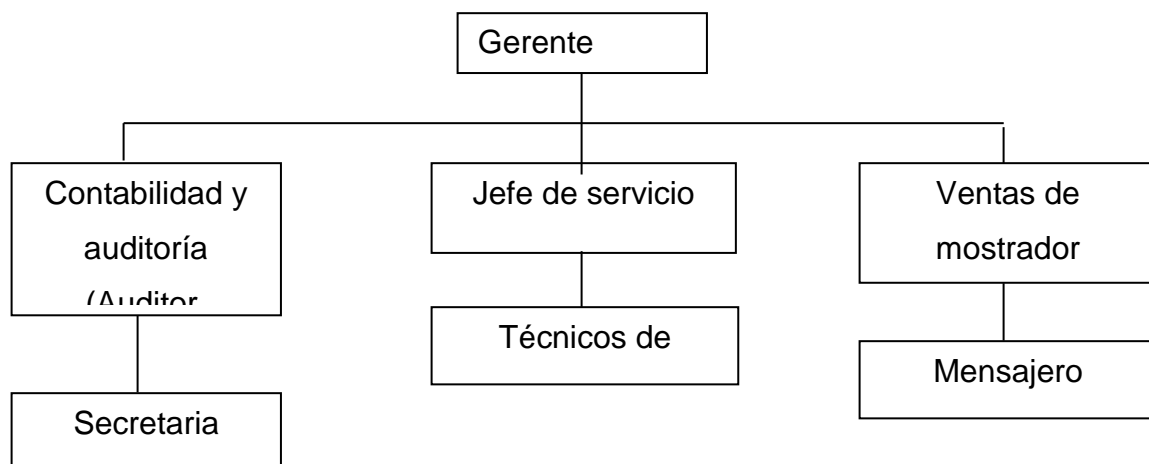 Gerente
Contabilidad y
auditoría
(Auditor
Jefe de servicio
Ventas de
mostrador
Técnicos de
Mensajero
Secretaria